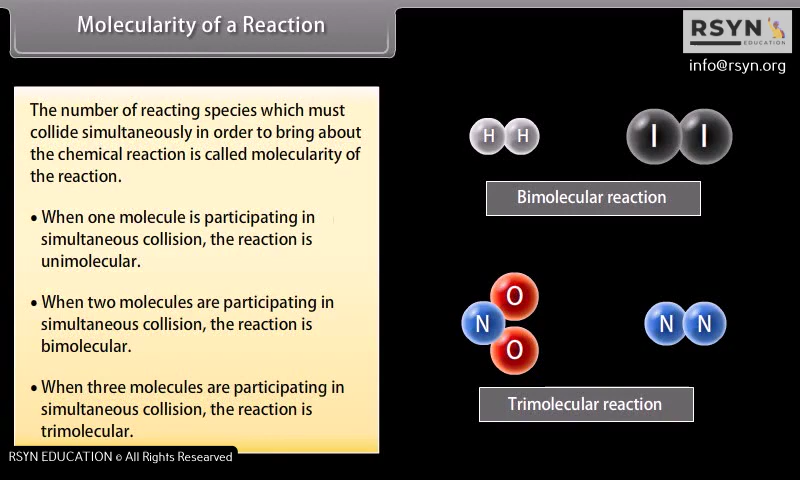 Molecularity of a Reaction
RSYN
EDUCATION
info@rsyn.org
The number of reacting species which must
collide simultaneously in order to bring about
the chemical reaction is called molecularity of
the reaction.
• When one molecule is participating in
simultaneous collision, the reaction is
unimolecular.
• When two molecules are participating in
simultaneous collision, the reaction is
bimolecular.
• When three molecules are participating in
simultaneous collision, the reaction is
trimolecular.
H H
I I
Bimolecular reaction
O
N
O
N N
Trimolecular reaction
RSYN EDUCATION © All Rights Researved